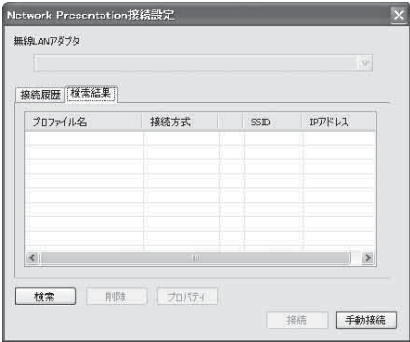 Network Presentation接続設定
無線LANアダプタ
接続履歴 検索結果
プロファイル名 接続方式 SSID IPアドレス
検索 削除 プロパティ
接続 手動接続